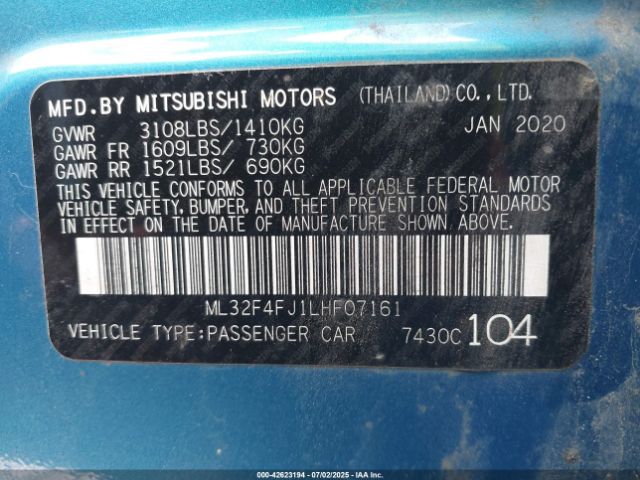 MFD.BY MITSUBISHI MOTORS (THAILAND) CO., LTD.
GVWR 3108LBS/1410KG JAN 2020
GAWR FR 1609LBS/ 730KG
GAWR RR 1521LBS/ 690KG
THIS VEHICLE CONFORMS TO ALL APPLICABLE FEDERAL MOTOR
VEHICLE SAFETY, BUMPER, AND THEFT PREVENTION STANDARDS
IN EFFECT ON THE DATE OF MANUFACTURE SHOWN ABOVE.
ML32F4FJ1LHF07161
VEHICLE TYPE:PASSENGER CAR 7430C 104
000-42623194 - 07/02/2025 - IAAI.COM